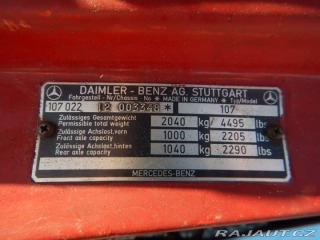 DAIMLER - BENZ AG. STUTTGART
Fahrgestell - Nr/Chassis - No ★ MADE IN GERMANY ★ Typ/Model
107 022 12 003348 * 107
Zulässiges Gesamtgewicht
Permissible total weight 2040 kg/ 4495 lbs
Zulässige Achslast.vorn
Front axle capacity 1000 kg/ 2205 lbs
Zulässige Achslast.hinten
Rear axle capacity 1040 kg/ 2290 lbs
MERCEDES-BENZ
RAJAUT.CZ